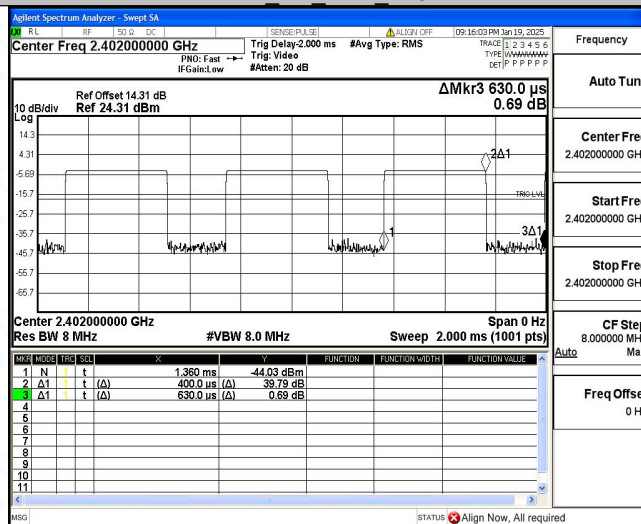 Agilent Spectrum Analyzer - Swept SA
RL RF 50 Ω DC SENSE:PULSE ALIGN OFF 09:16:03 PM Jan 19, 2025
Center Freq 2.402000000 GHz
PNO: Fast
IFGain:Low
Trig Delay-2.000 ms
Trig: Video
#Atten: 20 dB
#Avg Type: RMS
TRACE 1 2 3 4 5 6
TYPE
DET P P P P P P
Frequency
Auto Tun
Center Fre
2.402000000 GH
Start Fre
2.402000000 GH
Stop Fre
2.402000000 GH
CF Step
8.000000 MH
Auto Ma
Freq Offse
0 H
ΔMkr3 630.0 µs
0.69 dB
Ref Offset 14.31 dB
10 dB/div Ref 24.31 dBm
Log
14.3
4.31
-5.69
-15.7
-25.7
-35.7
-45.7
-55.7
-65.7
2Δ1
TRIG LVL
1
3Δ1
Center 2.402000000 GHz Span 0 Hz
Res BW 8 MHz #VBW 8.0 MHz Sweep 2.000 ms (1001 pts)
MKR MODE TRC SCL X Y FUNCTION FUNCTION WIDTH FUNCTION VALUE
1 N 1 t 1.360 ms -44.03 dBm
2 Δ1 1 t (Δ) 400.0 µs (Δ) 39.79 dB
3 Δ1 1 t (Δ) 630.0 µs (Δ) 0.69 dB
4
5
6
7
8
9
10
11
MSG STATUS Align Now, All required